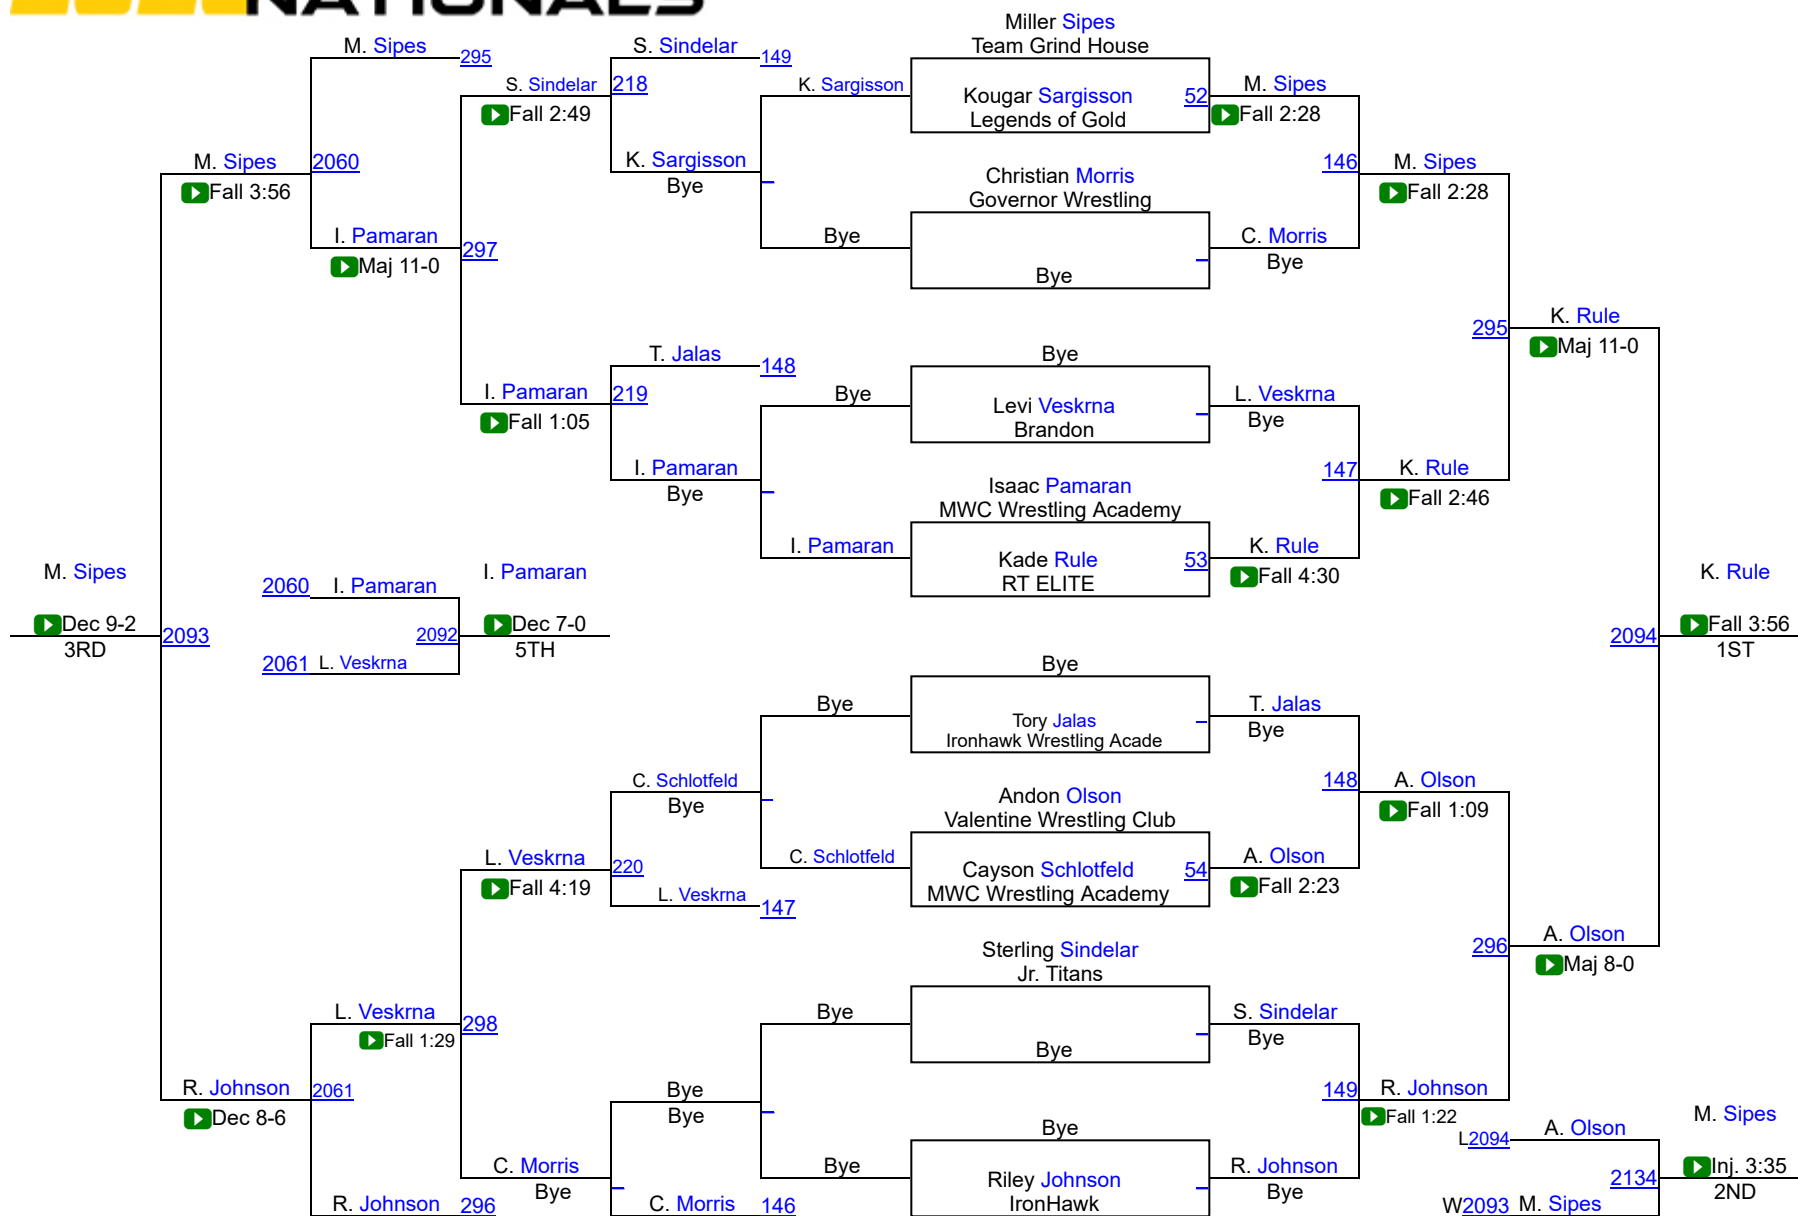 NATIONALS
Miller Sipes
Team Grind House
M. Sipes
295
S. Sindelar
149
S. Sindelar
218
K. Sargisson
Kougar Sargisson
52
Legends of Gold
M. Sipes
Fall 2:49
Fall 2:28
M. Sipes
2060
K. Sargisson
Bye
Christian Morris
Governor Wrestling
146
M. Sipes
Fall 3:56
Fall 2:28
I. Pamaran
297
Maj 11-0
Bye
Bye
C. Morris
Bye
295
K. Rule
Maj 11-0
T. Jalas
148
Bye
I. Pamaran
219
Fall 1:05
Bye
Levi Veskrna
Brandon
L. Veskrna
Bye
I. Pamaran
Bye
Isaac Pamaran
MWC Wrestling Academy
147
K. Rule
Fall 2:46
I. Pamaran
Kade Rule
53
RT ELITE
K. Rule
Fall 4:30
M. Sipes
2060
I. Pamaran
I. Pamaran
K. Rule
Dec 9-2
2093
3RD
2092
Dec 7-0
5TH
2061
L. Veskrna
2094
Fall 3:56
1ST
Bye
Bye
Tory Jalas
Ironhawk Wrestling Acade
T. Jalas
Bye
C. Schlotfeld
Bye
Andon Olson
Valentine Wrestling Club
148
A. Olson
Fall 1:09
L. Veskrna
220
Fall 4:19
C. Schlotfeld
Cayson Schlotfeld
54
MWC Wrestling Academy
A. Olson
Fall 2:23
L. Veskrna
147
Sterling Sindelar
Jr. Titans
296
A. Olson
Maj 8-0
L. Veskrna
298
Fall 1:29
Bye
Bye
S. Sindelar
Bye
R. Johnson
2061
Dec 8-6
Bye
Bye
149
R. Johnson
Fall 1:22
Bye
L2094
A. Olson
M. Sipes
C. Morris
Bye
Bye
Riley Johnson
IronHawk
R. Johnson
Bye
2134
Inj. 3:35
2ND
R. Johnson
296
C. Morris
146
W2093
M. Sipes